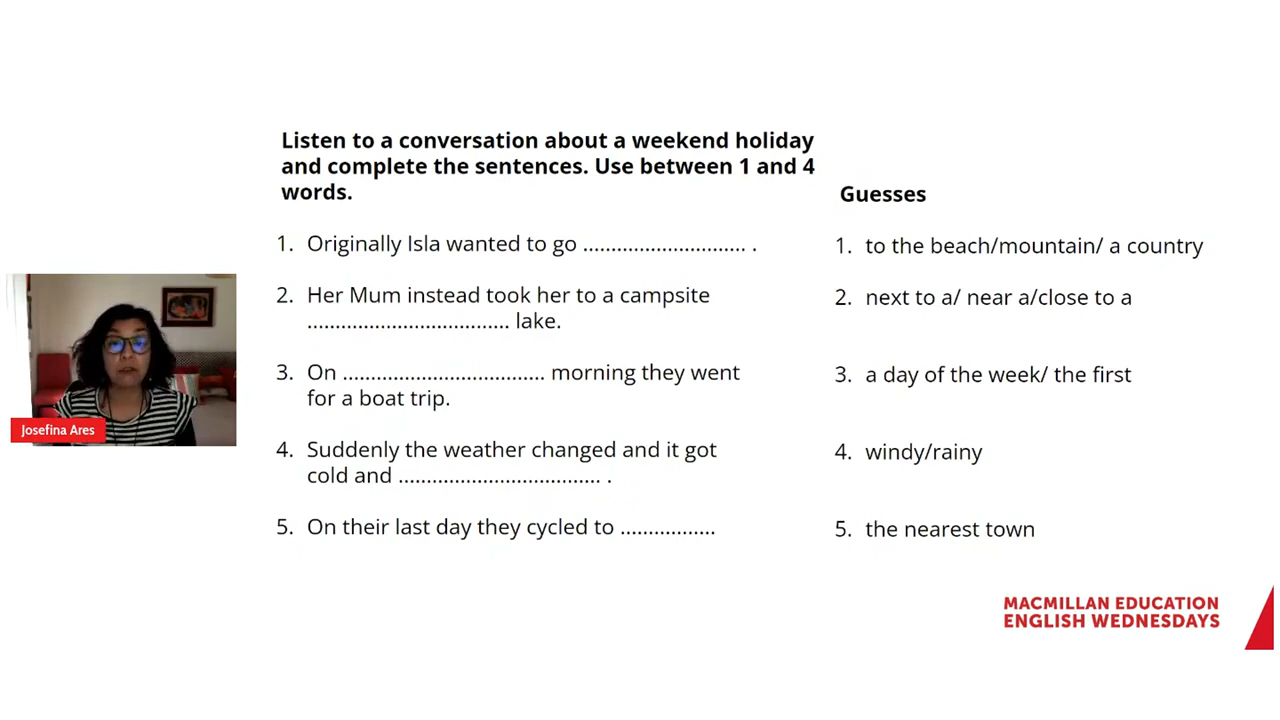 Listen to a conversation about a weekend holiday
and complete the sentences. Use between 1 and 4
words.
1. Originally Isla wanted to go ............................. .
2. Her Mum instead took her to a campsite
.................................... lake.
3. On .................................... morning they went
for a boat trip.
4. Suddenly the weather changed and it got
cold and .................................... .
5. On their last day they cycled to .................
Guesses
1. to the beach/mountain/ a country
2. next to a/ near a/close to a
3. a day of the week/ the first
4. windy/rainy
5. the nearest town
Josefina Ares
MACMILLAN EDUCATION
ENGLISH WEDNESDAYS